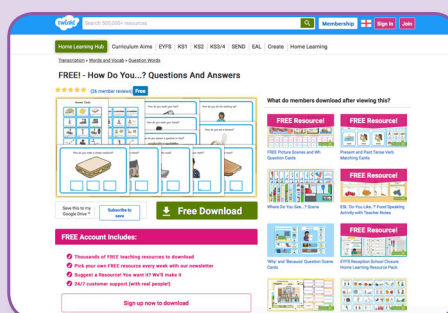 twinkl
Search 500,000+ resources
Membership
Sign in
Join
Home Learning Hub
Curriculum Aims
EYFS
KS1
KS2
KS3/4
SEND
EAL
Create
Home Learning
Transcription » Words and Vocab » Question Words
FREE! - How Do You...? Questions And Answers
(26 member reviews)
Free
Save this to my
Google Drive
Subscribe to
save
Free Download
FREE Account Includes:
Thousands of FREE teaching resources to download
Pick your own FREE resource every week with our newsletter
Suggest a Resource! You want it? We'll make it
24/7 customer support (with real people!)
Sign up now to download
What do members download after viewing this?
FREE Resource!
FREE Resource!
FREE Picture Scenes and Wh
Question Cards
Present and Past Tense Verb
Matching Cards
FREE Resource!
Where Do You See...? Scene
ESL 'Do You Like..?' Food Speaking
Activity with Teacher Notes
FREE Resource!
'Why' and 'Because' Question Scene
Cards
EYFS Reception School Closure
Home Learning Resource Pack